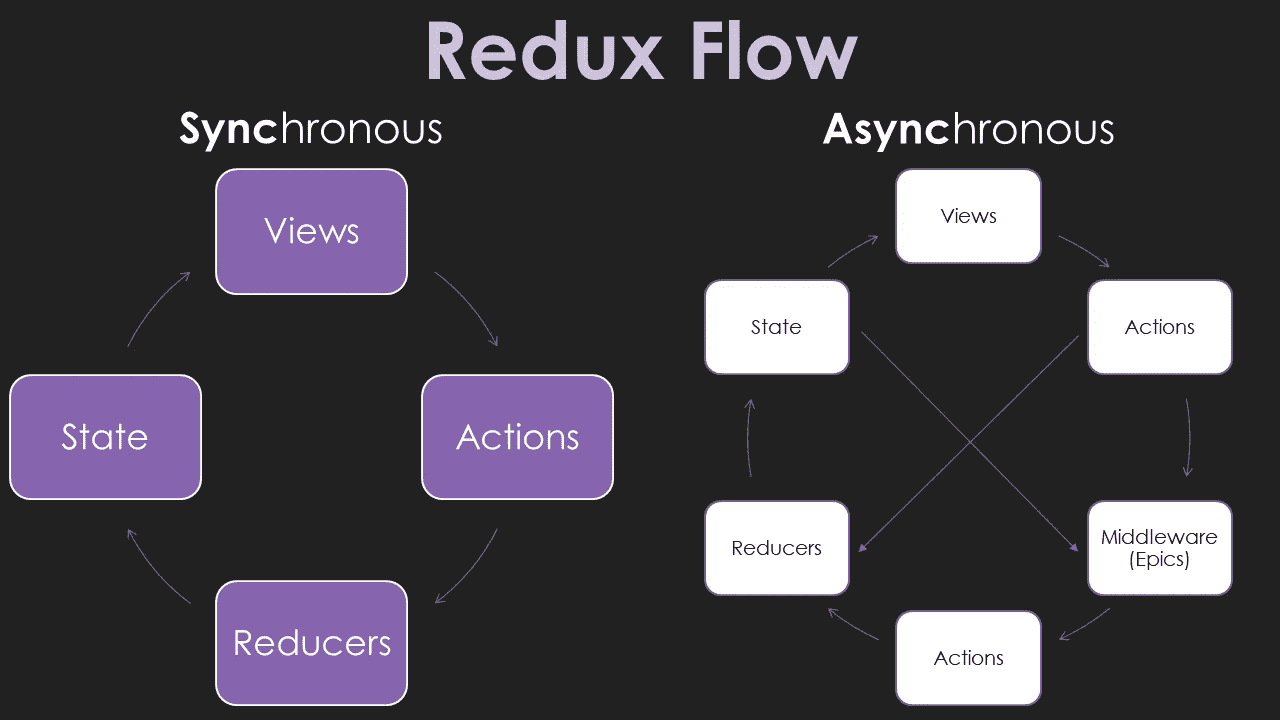 Redux Flow
Synchronous
Views
State
Actions
Reducers
Asynchronous
Views
State
Actions
Reducers
Middleware
(Epics)
Actions